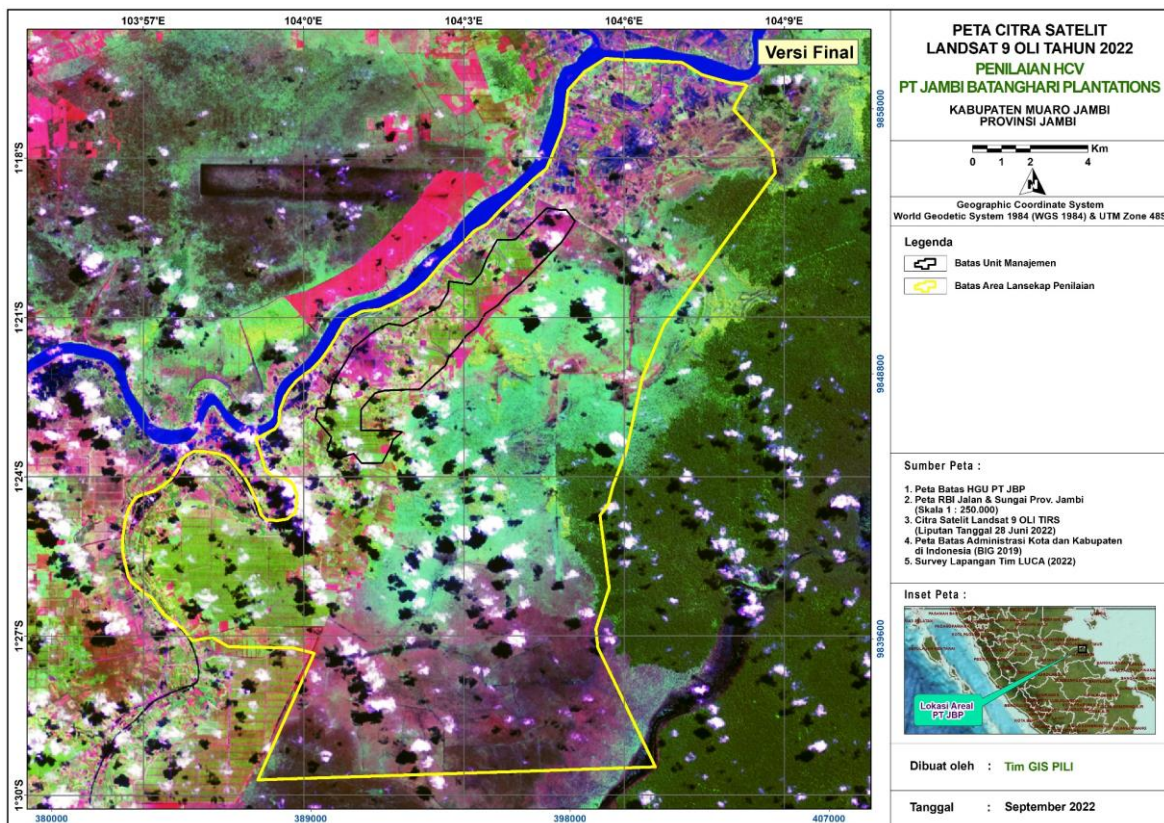 103°57'E 104°0'E 104°3'E 104°6'E 104°9'E
Versi Final
1°18'S
1°21'S
1°24'S
1°27'S
1°30'S
9858000
9848800
9839600
380000 389000 398000 407000
PETA CITRA SATELIT
LANDSAT 9 OLI TAHUN 2022
PENILAIAN HCV
PT JAMBI BATANGHARI PLANTATIONS
KABUPATEN MUARO JAMBI
PROVINSI JAMBI
0 1 2 4 Km
N
Geographic Coordinate System
World Geodetic System 1984 (WGS 1984) & UTM Zone 48S
Legenda
Batas Unit Manajemen
Batas Area Lansekap Penilaian
Sumber Peta :
1. Peta Batas HGU PT JBP
2. Peta RBI Jalan & Sungai Prov. Jambi
(Skala 1 : 250.000)
3. Citra Satelit Landsat 9 OLI TIRS
(Liputan Tanggal 28 Juni 2022)
4. Peta Batas Administrasi Kota dan Kabupaten
di Indonesia (BIG 2019)
5. Survey Lapangan Tim LUCA (2022)
Inset Peta :
Lokasi Areal
PT JBP
Dibuat oleh : Tim GIS PILI
Tanggal : September 2022